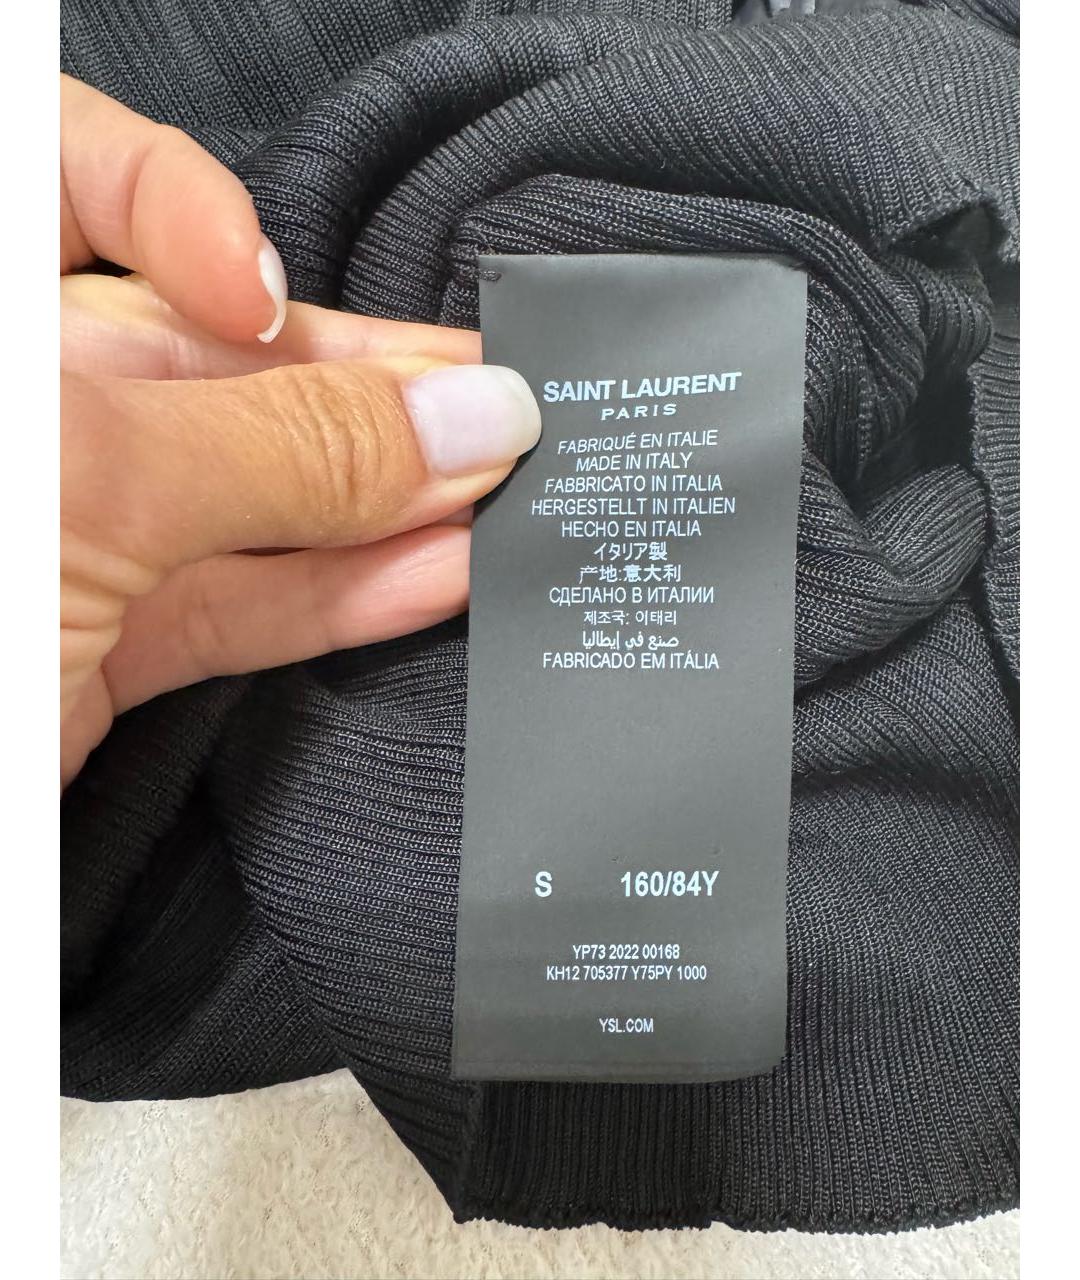 SAINT LAURENT
PARIS
FABRIQUÉ EN ITALIE
MADE IN ITALY
FABBRICATO IN ITALIA
HERGESTELLT IN ITALIEN
HECHO EN ITALIA
イタリア製
产地:意大利
СДЕЛАНО В ИТАЛИИ
제조국: 이태리
صنع في إيطاليا
FABRICADO EM ITÁLIA
S 160/84Y
YP73 2022 00168
KH12 705377 Y75PY 1000
YSL.COM